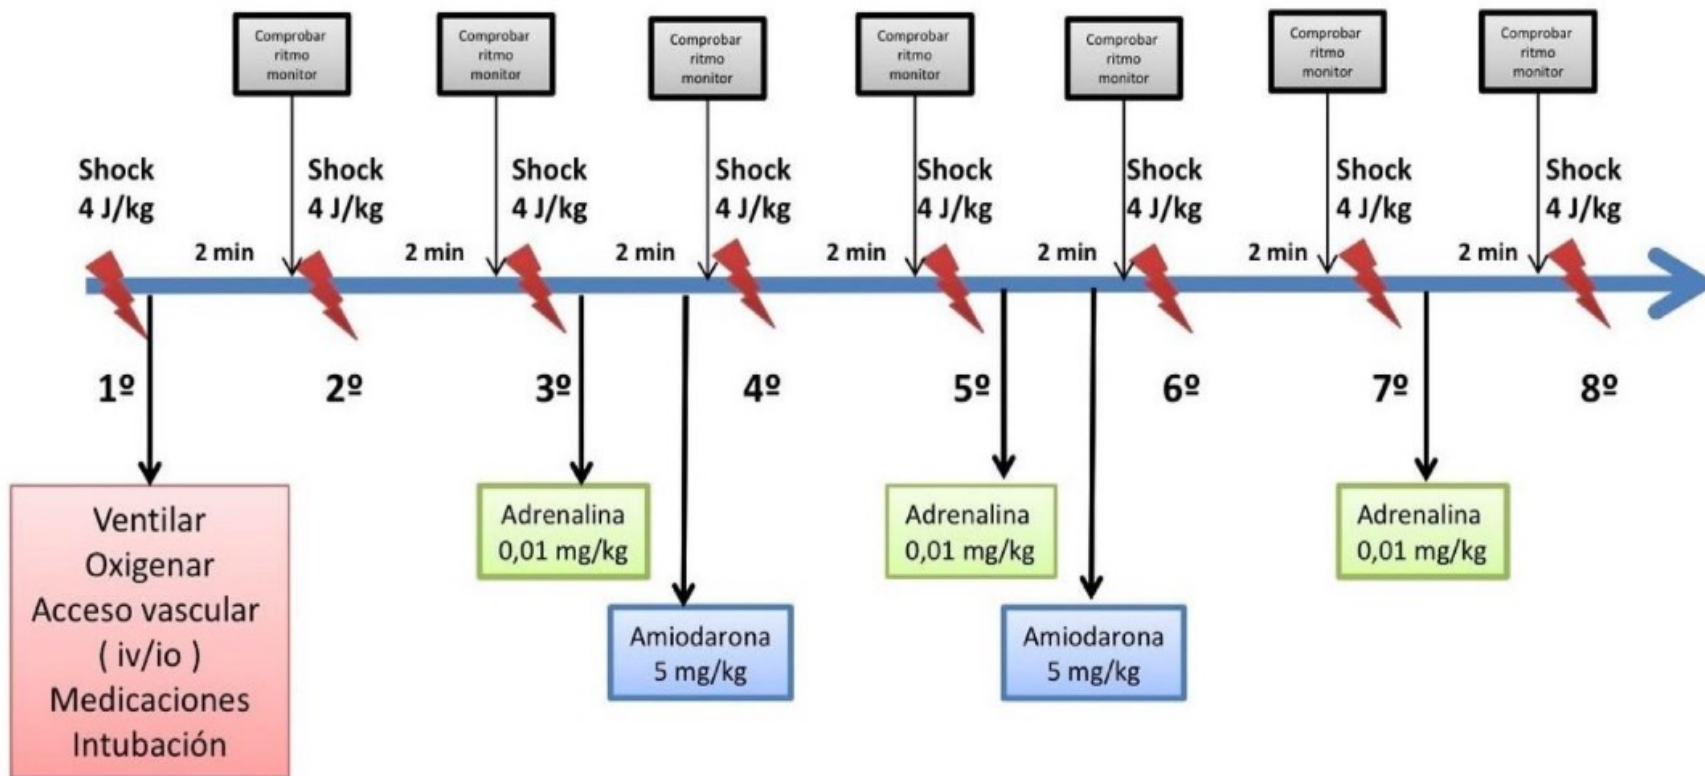 Comprobar
ritmo
monitor
Comprobar
ritmo
monitor
Comprobar
ritmo
monitor
Comprobar
ritmo
monitor
Comprobar
ritmo
monitor
Comprobar
ritmo
monitor
Comprobar
ritmo
monitor
Shock
4 J/kg
Shock
4 J/kg
Shock
4 J/kg
Shock
4 J/kg
Shock
4 J/kg
Shock
4 J/kg
Shock
4 J/kg
Shock
4 J/kg
2 min
2 min
2 min
2 min
2 min
2 min
2 min
1º
2º
3º
4º
5º
6º
7º
8º
Ventilar
Oxigenar
Acceso vascular
( iv/io )
Medicaciones
Intubación
Adrenalina
0,01 mg/kg
Amiodarona
5 mg/kg
Adrenalina
0,01 mg/kg
Amiodarona
5 mg/kg
Adrenalina
0,01 mg/kg